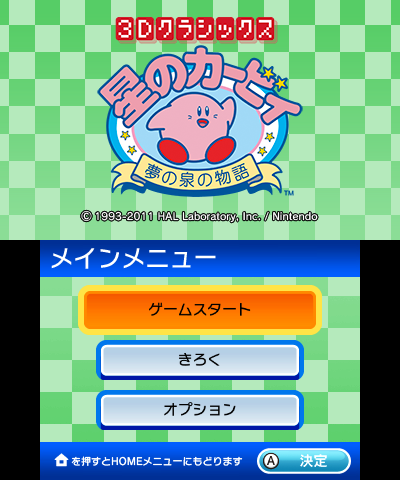 3Dクラシックス
星のカービィ
夢の泉の物語
™
© 1993-2011 HAL Laboratory, Inc. / Nintendo
メインメニュー
ゲームスタート
きろく
オプション
を押すとHOMEメニューにもどります
A 決定